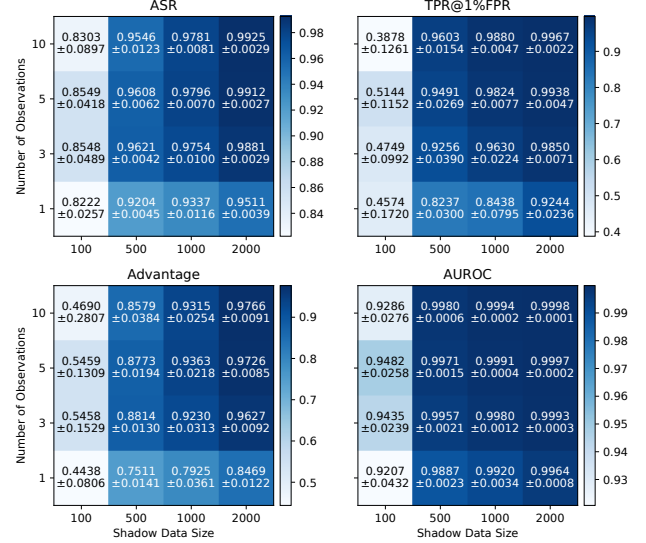 ASR
Number of Observations
10
5
3
1
0.8303 0.9546 0.9781 0.9925
±0.0897 ±0.0123 ±0.0081 ±0.0029
0.8549 0.9608 0.9796 0.9912
±0.0418 ±0.0062 ±0.0070 ±0.0027
0.8548 0.9621 0.9754 0.9881
±0.0489 ±0.0042 ±0.0100 ±0.0029
0.8222 0.9204 0.9337 0.9511
±0.0257 ±0.0045 ±0.0116 ±0.0039
100 500 1000 2000
0.98
0.96
0.94
0.92
0.90
0.88
0.86
0.84
TPR@1%FPR
10
5
3
1
0.3878 0.9603 0.9880 0.9967
±0.1261 ±0.0154 ±0.0047 ±0.0022
0.5144 0.9491 0.9824 0.9938
±0.1152 ±0.0269 ±0.0077 ±0.0047
0.4749 0.9256 0.9630 0.9850
±0.0992 ±0.0390 ±0.0224 ±0.0071
0.4574 0.8237 0.8438 0.9244
±0.1720 ±0.0300 ±0.0795 ±0.0236
100 500 1000 2000
0.9
0.8
0.7
0.6
0.5
0.4
Advantage
Number of Observations
10
5
3
1
0.4690 0.8579 0.9315 0.9766
±0.2807 ±0.0384 ±0.0254 ±0.0091
0.5459 0.8773 0.9363 0.9726
±0.1309 ±0.0194 ±0.0218 ±0.0085
0.5458 0.8814 0.9230 0.9627
±0.1529 ±0.0130 ±0.0313 ±0.0092
0.4438 0.7511 0.7925 0.8469
±0.0806 ±0.0141 ±0.0361 ±0.0122
100 500 1000 2000
Shadow Data Size
0.9
0.8
0.7
0.6
0.5
AUROC
10
5
3
1
0.9286 0.9980 0.9994 0.9998
±0.0276 ±0.0006 ±0.0002 ±0.0001
0.9482 0.9971 0.9991 0.9997
±0.0258 ±0.0015 ±0.0004 ±0.0002
0.9435 0.9957 0.9980 0.9993
±0.0239 ±0.0021 ±0.0012 ±0.0003
0.9207 0.9887 0.9920 0.9964
±0.0432 ±0.0023 ±0.0034 ±0.0008
100 500 1000 2000
Shadow Data Size
0.99
0.98
0.97
0.96
0.95
0.94
0.93